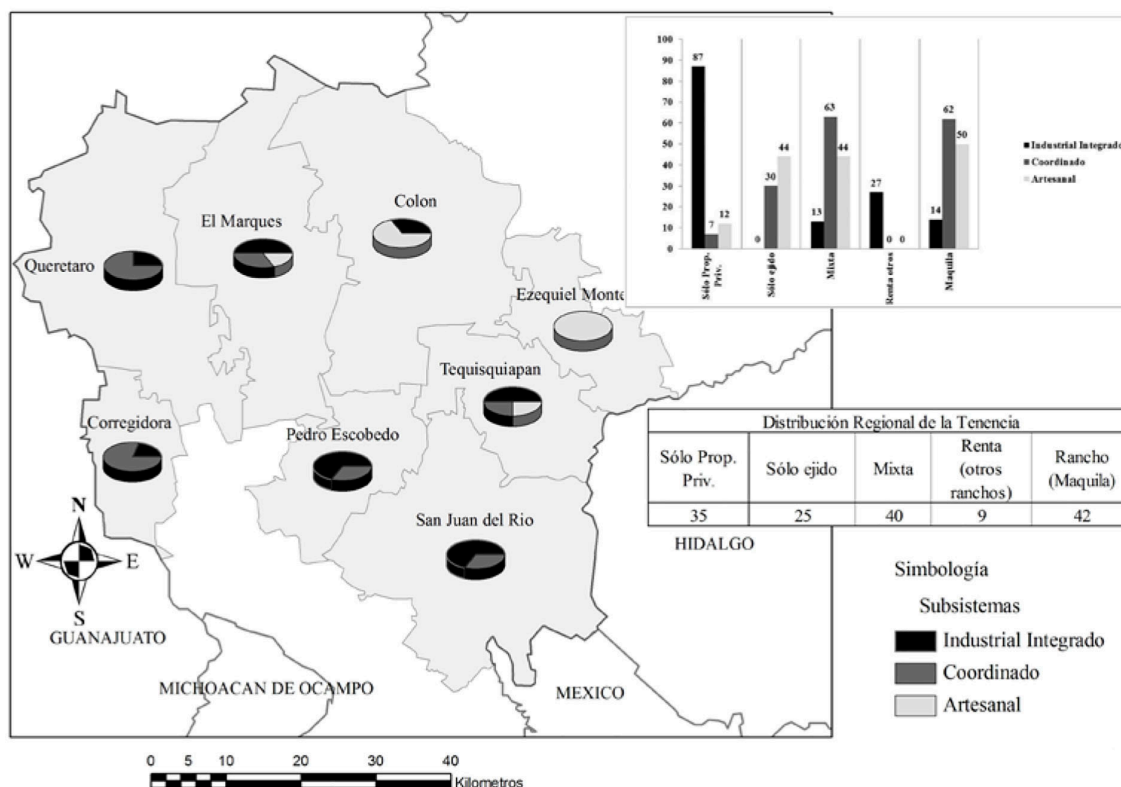 100
90
80
70
60
50
40
30
20
10
0
87
7
12
0
30
44
13
63
44
27
0
0
14
62
50
Sólo Prop.
Priv.
Sólo ejido
Mixta
Renta otros
Maquila
Industrial Integrado
Coordinado
Artesanal
Colon
El Marques
Queretaro
Ezequiel Monte
Tequisquiapan
Corregidora
Pedro Escobedo
San Juan del Rio
Distribución Regional de la Tenencia
Sólo Prop.
Priv.
Sólo ejido
Mixta
Renta
(otros
ranchos)
Rancho
(Maquila)
35 25 40 9 42
N
W E
S
HIDALGO
GUANAJUATO
MICHOACAN DE OCAMPO
MEXICO
Simbología
Subsistemas
Industrial Integrado
Coordinado
Artesanal
0 5 10 20 30 40
Kilometros